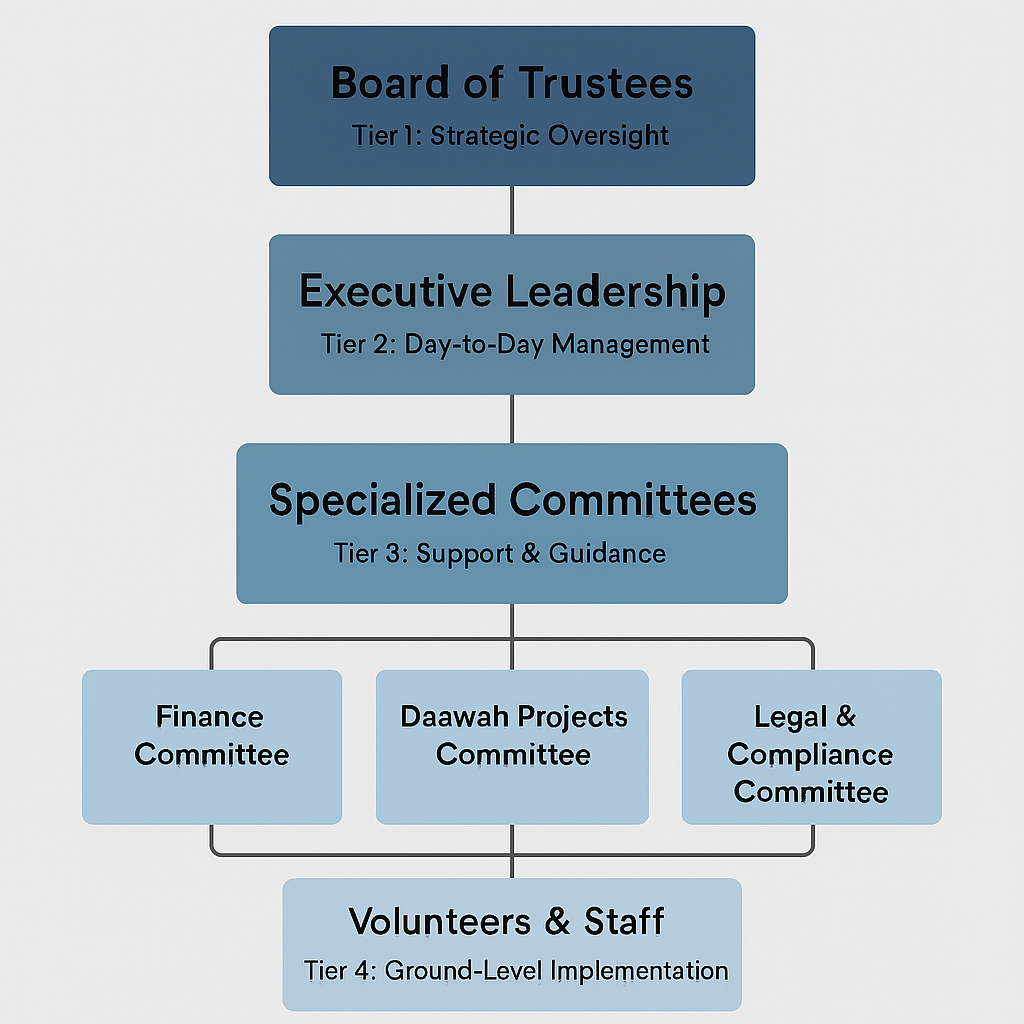 Board of Trustees
Tier 1: Strategic Oversight
Executive Leadership
Tier 2: Day-to-Day Management
Specialized Committees
Tier 3: Support & Guidance
Finance
Committee
Daawah Projects
Committee
Legal &
Compliance
Committee
Volunteers & Staff
Tier 4: Ground-Level Implementation